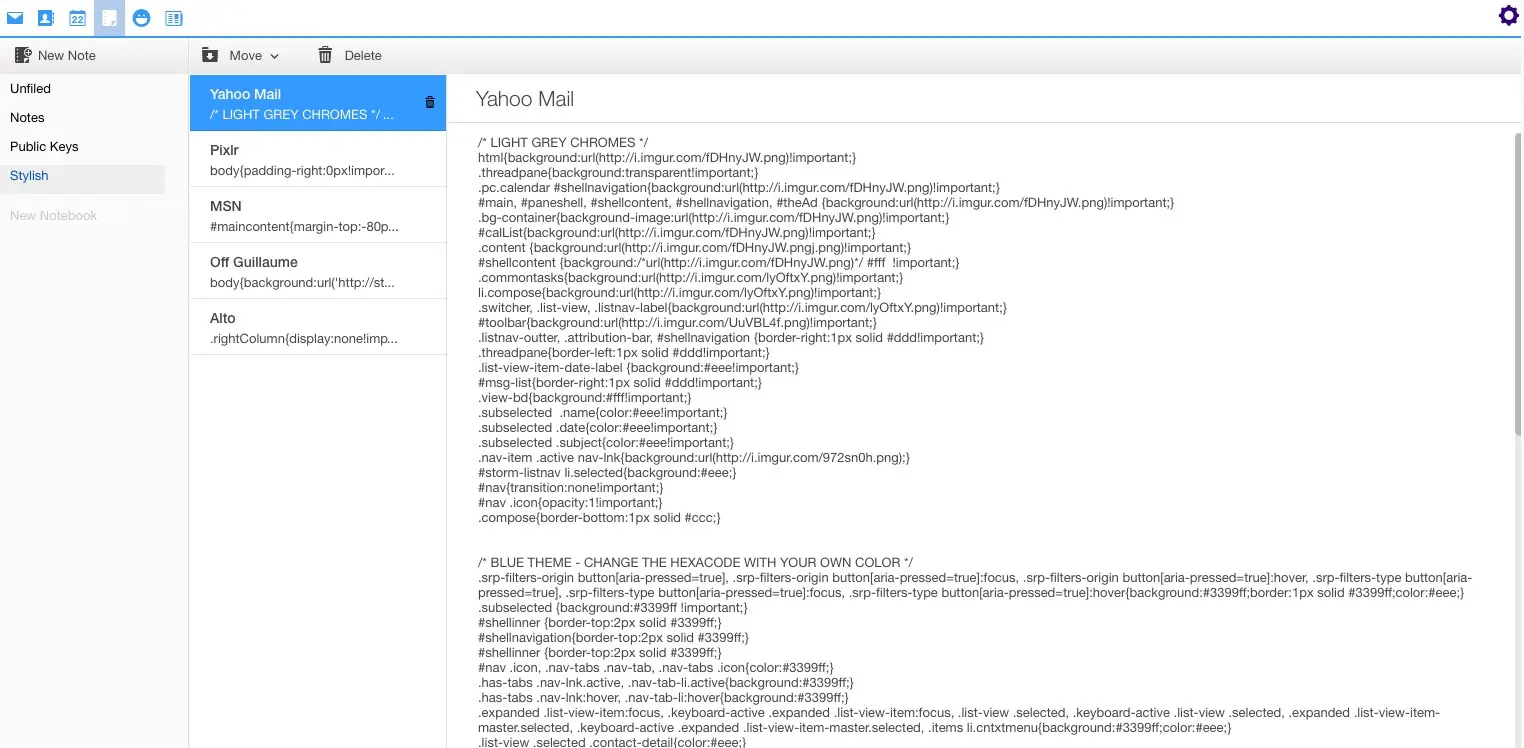 22
New Note
Move
Delete
Unfiled
Notes
Public Keys
Stylish
New Notebook
Yahoo Mail
/* LIGHT GREY CHROMES */ ...
Pixlr
body{padding-right:0px!impor...
MSN
#maincontent{margin-top:-80p...
Off Guillaume
body{background:url('http://st...
Alto
.rightColumn{display:none!imp...
Yahoo Mail
/* LIGHT GREY CHROMES */
html{background:url(http://i.imgur.com/fDHnyJW.png)!important;}
.threadpane{background:transparent!important;}
.pc.calendar #shellnavigation{background:url(http://i.imgur.com/fDHnyJW.png)!important;}
#main, #paneshell, #shellcontent, #shellnavigation, #theAd {background:url(http://i.imgur.com/fDHnyJW.png)!important;}
.bg-container{background-image:url(http://i.imgur.com/fDHnyJW.png)!important;}
#calList{background:url(http://i.imgur.com/fDHnyJW.png)!important;}
.content {background:url(http://i.imgur.com/fDHnyJW.pngj.png)!important;}
#shellcontent {background:/*url(http://i.imgur.com/fDHnyJW.png)*/ #fff  !important;}
.commontasks{background:url(http://i.imgur.com/lyOftxY.png)!important;}
li.compose{background:url(http://i.imgur.com/lyOftxY.png)!important;}
.switcher, .list-view, .listnav-label{background:url(http://i.imgur.com/lyOftxY.png)!important;}
#toolbar{background:url(http://i.imgur.com/UuVBL4f.png)!important;}
.listnav-outter, .attribution-bar, #shellnavigation {border-right:1px solid #ddd!important;}
.threadpane{border-left:1px solid #ddd!important;}
.list-view-item-date-label {background:#eee!important;}
#msg-list{border-right:1px solid #ddd!important;}
.view-bd{background:#fff!important;}
.subselected  .name{color:#eee!important;}
.subselected .date{color:#eee!important;}
.subselected .subject{color:#eee!important;}
.nav-item .active nav-lnk{background:url(http://i.imgur.com/972sn0h.png);}
#storm-listnav li.selected{background:#eee;}
#nav{transition:none!important;}
#nav .icon{opacity:1!important;}
.compose{border-bottom:1px solid #ccc;}
/* BLUE THEME - CHANGE THE HEXACODE WITH YOUR OWN COLOR */
.srp-filters-origin button[aria-pressed=true], .srp-filters-origin button[aria-pressed=true]:focus, .srp-filters-origin button[aria-pressed=true]:hover, .srp-filters-type button[aria-
pressed=true], .srp-filters-type button[aria-pressed=true]:focus, .srp-filters-type button[aria-pressed=true]:hover{background:#3399ff;border:1px solid #3399ff;color:#eee;}
.subselected {background:#3399ff !important;}
#shellinner {border-top:2px solid #3399ff;}
#shellnavigation{border-top:2px solid #3399ff;}
#shellinner {border-top:2px solid #3399ff;}
#nav .icon, .nav-tabs .nav-tab, .nav-tabs .icon{color:#3399ff;}
.has-tabs .nav-lnk.active, .nav-tab-li.active{background:#3399ff;}
.has-tabs .nav-lnk:hover, .nav-tab-li:hover{background:#3399ff;}
.expanded .list-view-item:focus, .keyboard-active .expanded .list-view-item:focus, .list-view .selected, .keyboard-active .list-view .selected, .expanded .list-view-item-
master.selected, .keyboard-active .expanded .list-view-item-master.selected, .items li.cntxtmenu{background:#3399ff;color:#eee;}
.list-view .selected .contact-detail{color:#eee;}